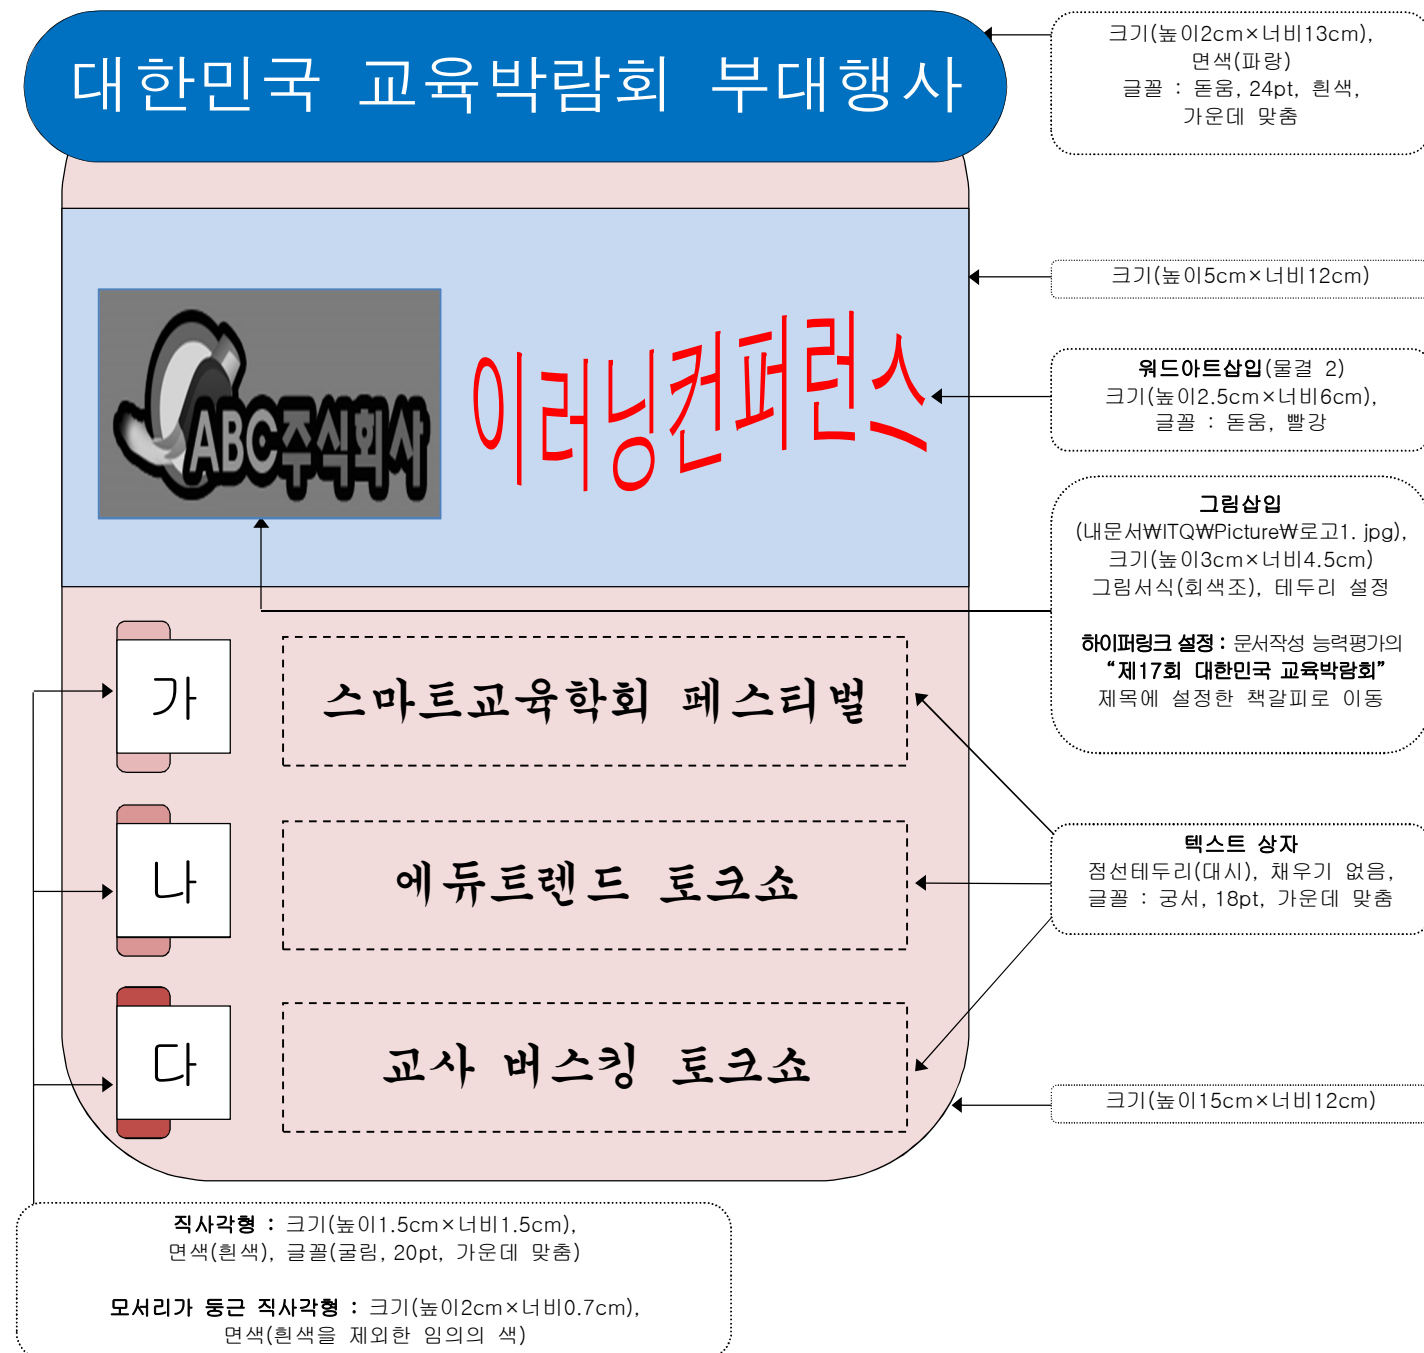 대한민국 교육박람회 부대행사
크기(높이2cm×너비13cm),
면색(파랑)
글꼴 : 돋움, 24pt, 흰색,
가운데 맞춤
크기(높이5cm×너비12cm)
ABC주식회사
이러닝컨퍼런스
워드아트삽입(물결 2)
크기(높이2.5cm×너비6cm),
글꼴 : 돋움, 빨강
그림삽입
(내문서₩ITQ₩Picture₩로고1. jpg),
크기(높이3cm×너비4.5cm)
그림서식(회색조), 테두리 설정
하이퍼링크 설정 : 문서작성 능력평가의
“제17회 대한민국 교육박람회”
제목에 설정한 책갈피로 이동
가
스마트교육학회 페스티벌
나
에듀트렌드 토크쇼
텍스트 상자
점선테두리(대시), 채우기 없음,
글꼴 : 궁서, 18pt, 가운데 맞춤
다
교사 버스킹 토크쇼
크기(높이15cm×너비12cm)
직사각형 : 크기(높이1.5cm×너비1.5cm),
면색(흰색), 글꼴(굴림, 20pt, 가운데 맞춤)
모서리가 둥근 직사각형 : 크기(높이2cm×너비0.7cm),
면색(흰색을 제외한 임의의 색)